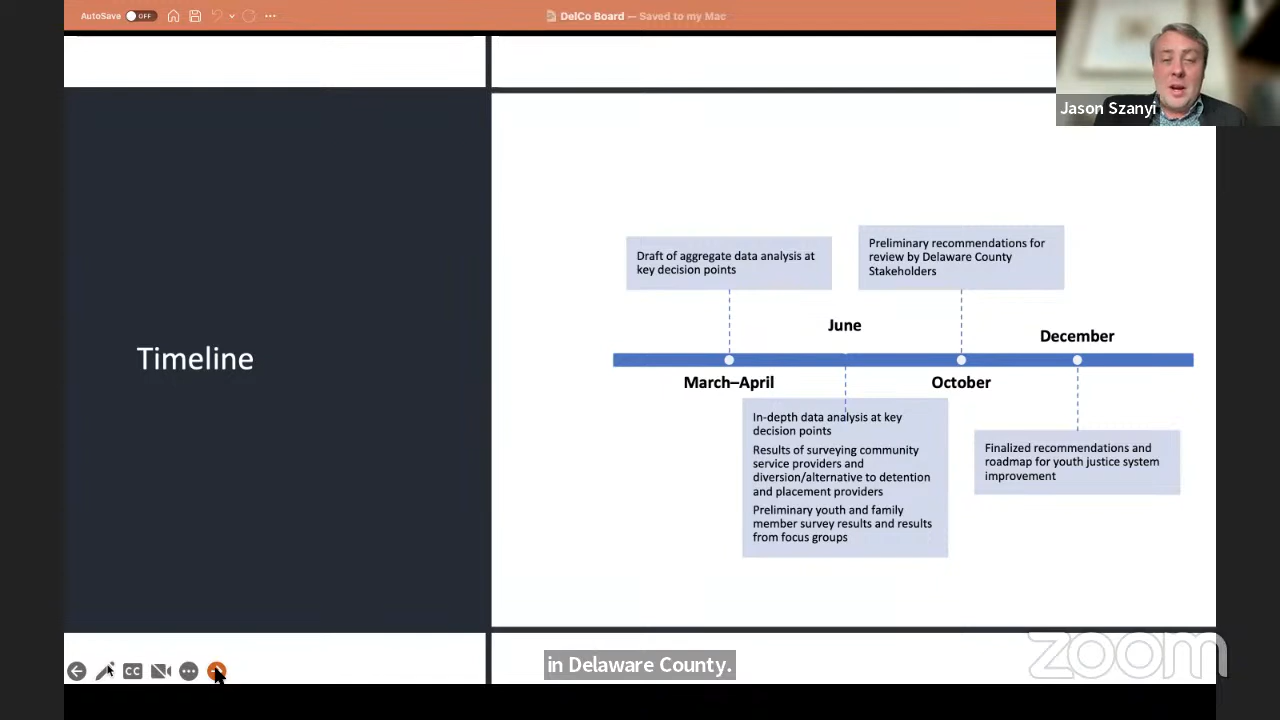 AutoSave OFF
DelCo Board — Saved to my Mac
Jason Szanyi
Timeline
Draft of aggregate data analysis at
key decision points
Preliminary recommendations for
review by Delaware County
Stakeholders
June
December
March–April
October
In-depth data analysis at key
decision points
Results of surveying community
service providers and
diversion/alternative to detention
and placement providers
Preliminary youth and family
member survey results and results
from focus groups
Finalized recommendations and
roadmap for youth justice system
improvement
CC
in Delaware County.
zoom